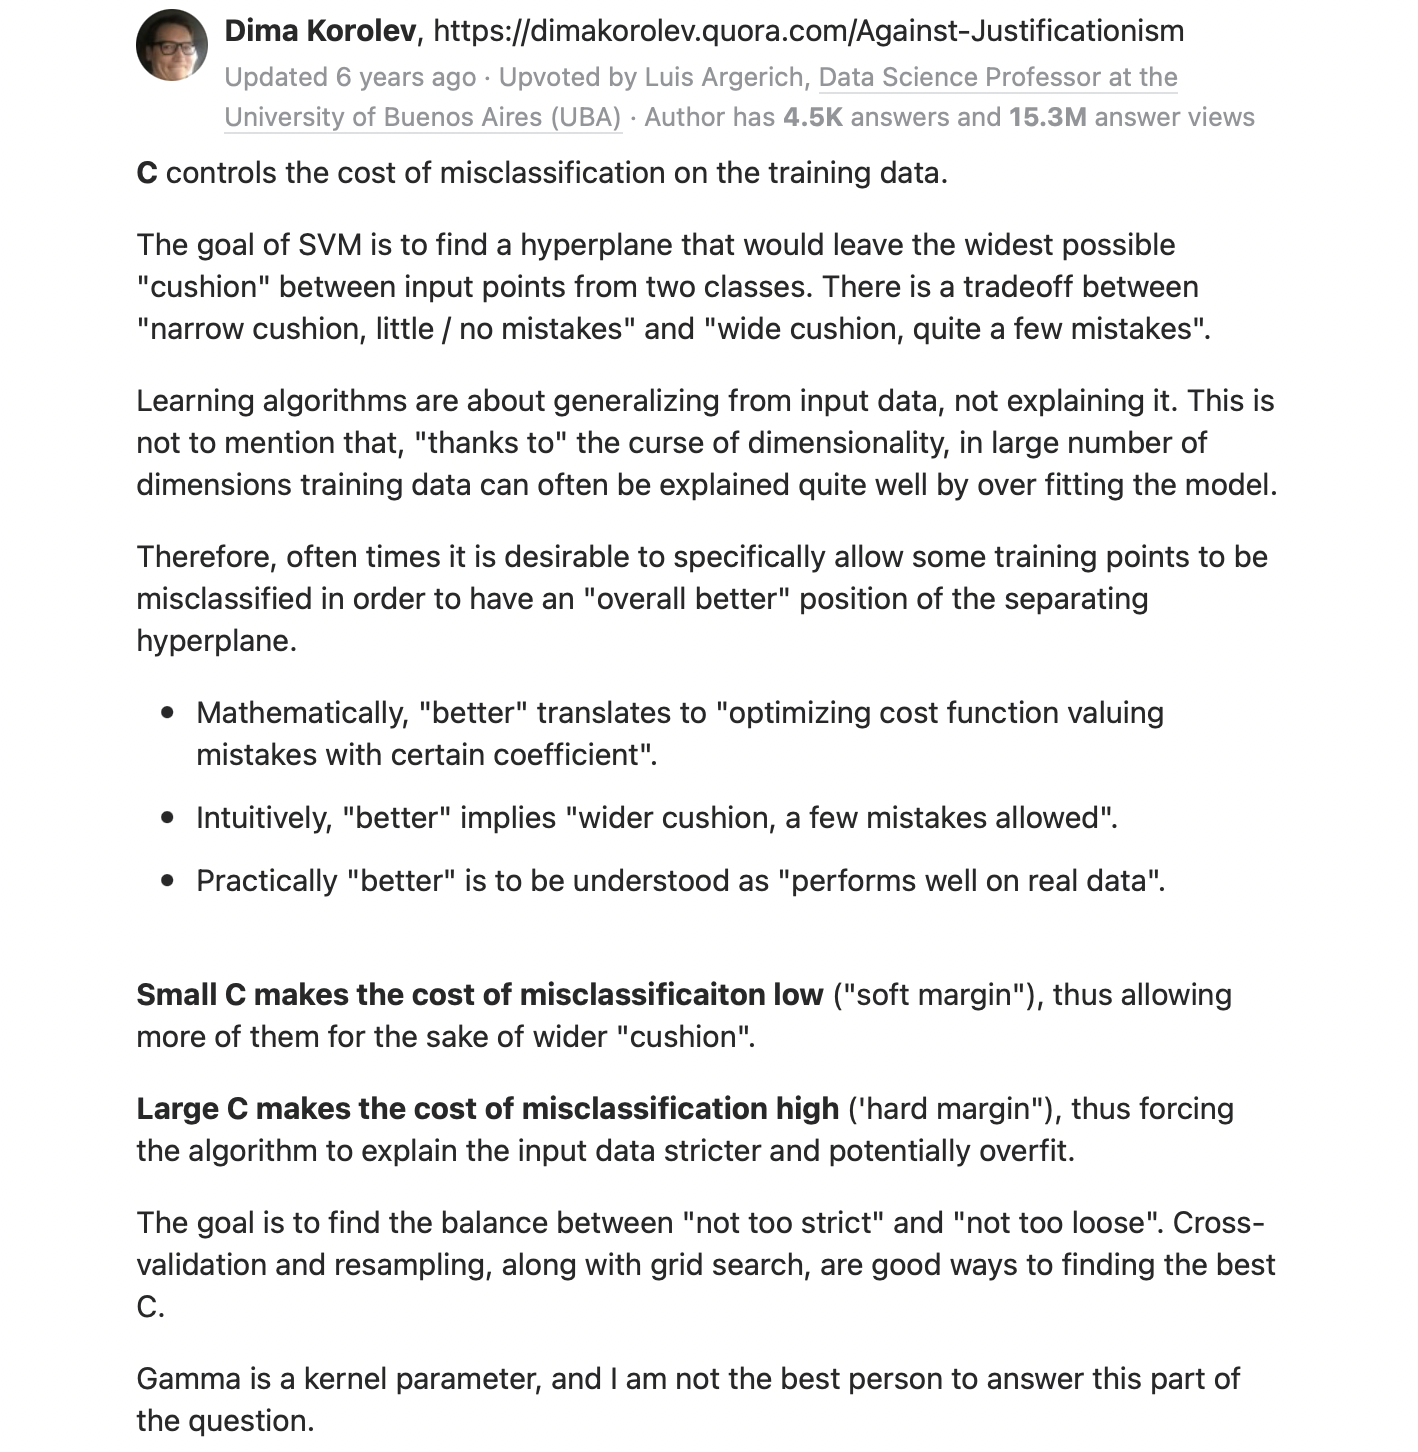 Dima Korolev, https://dimakorolev.quora.com/Against-Justificationism
Updated 6 years ago · Upvoted by Luis Argerich, Data Science Professor at the
University of Buenos Aires (UBA) · Author has 4.5K answers and 15.3M answer views
C controls the cost of misclassification on the training data.
The goal of SVM is to find a hyperplane that would leave the widest possible
"cushion" between input points from two classes. There is a tradeoff between
"narrow cushion, little / no mistakes" and "wide cushion, quite a few mistakes".
Learning algorithms are about generalizing from input data, not explaining it. This is
not to mention that, "thanks to" the curse of dimensionality, in large number of
dimensions training data can often be explained quite well by over fitting the model.
Therefore, often times it is desirable to specifically allow some training points to be
misclassified in order to have an "overall better" position of the separating
hyperplane.
• Mathematically, "better" translates to "optimizing cost function valuing
mistakes with certain coefficient".
• Intuitively, "better" implies "wider cushion, a few mistakes allowed".
• Practically "better" is to be understood as "performs well on real data".
Small C makes the cost of misclassificaiton low ("soft margin"), thus allowing
more of them for the sake of wider "cushion".
Large C makes the cost of misclassification high ('hard margin"), thus forcing
the algorithm to explain the input data stricter and potentially overfit.
The goal is to find the balance between "not too strict" and "not too loose". Cross-
validation and resampling, along with grid search, are good ways to finding the best
C.
Gamma is a kernel parameter, and I am not the best person to answer this part of
the question.